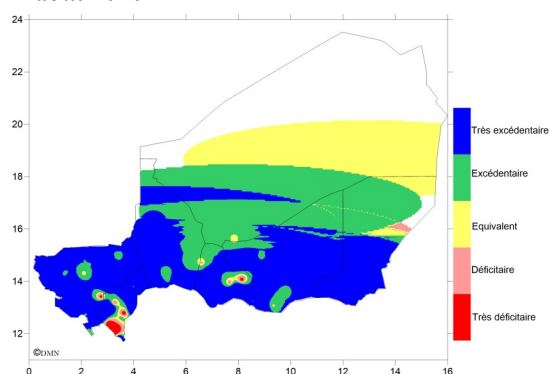 24
22
20
18
16
14
12
0
2
4
6
8
10
12
14
16
Très excédentaire
Excédentaire
Equivalent
Déficitaire
Très déficitaire
©DMN